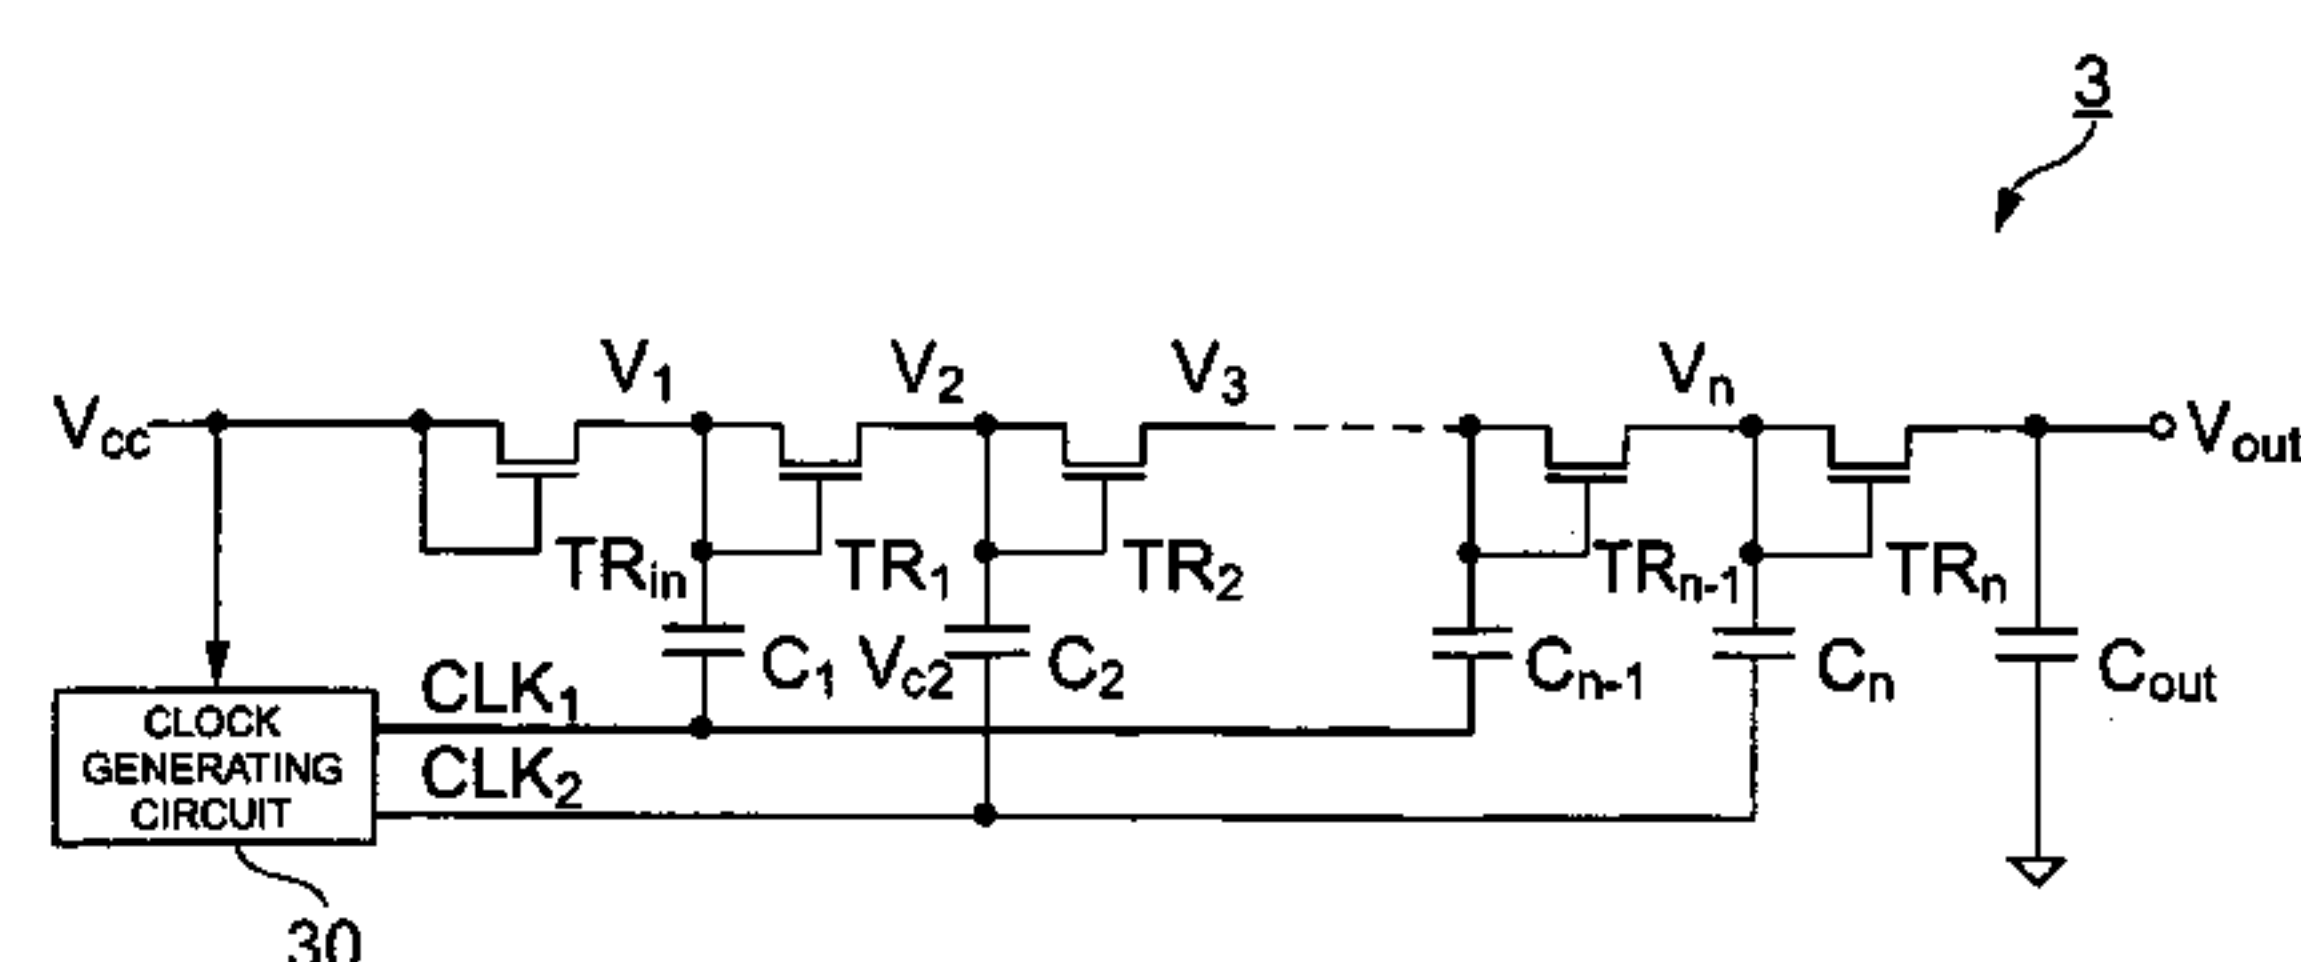 3
V1 V2 V3 Vn
Vcc Vout
TRin TR1 TR2 TRn-1 TRn
C1 Vc2 C2 Cn-1 Cn Cout
CLK1
CLOCK
GENERATING
CIRCUIT
CLK2
30